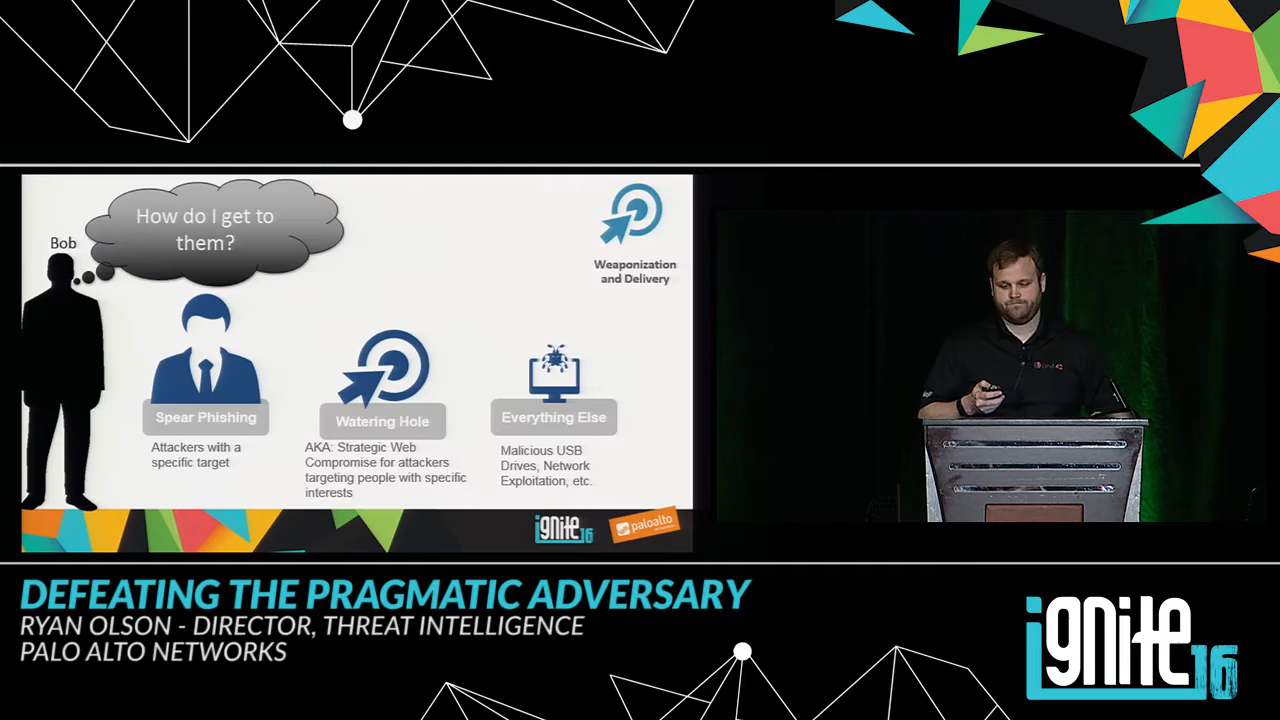 How do I get to
them?
Bob
Weaponization
and Delivery
Spear Phishing
Watering Hole
Everything Else
Attackers with a
specific target
AKA: Strategic Web
Compromise for attackers
targeting people with specific
interests
Malicious USB
Drives, Network
Exploitation, etc.
ignite16
paloalto
DEFEATING THE PRAGMATIC ADVERSARY
RYAN OLSON - DIRECTOR, THREAT INTELLIGENCE
PALO ALTO NETWORKS
ignite16